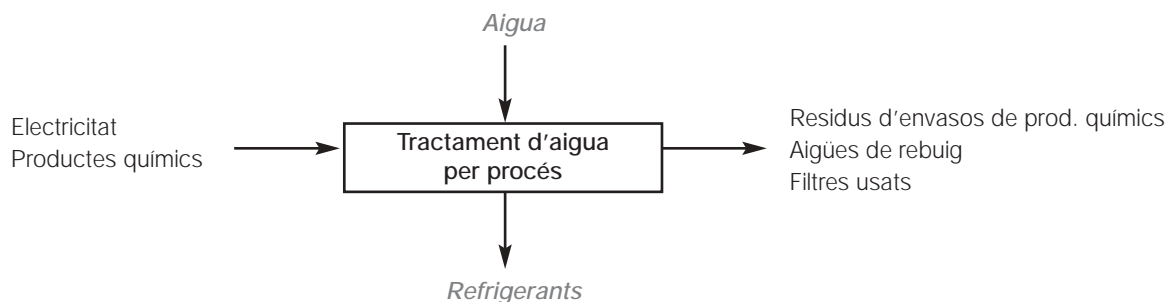 Aigua
Electricitat
Productes químics
Tractament d'aigua
per procés
Residus d'envasos de prod. químics
Aigües de rebuig
Filtres usats
Refrigerants